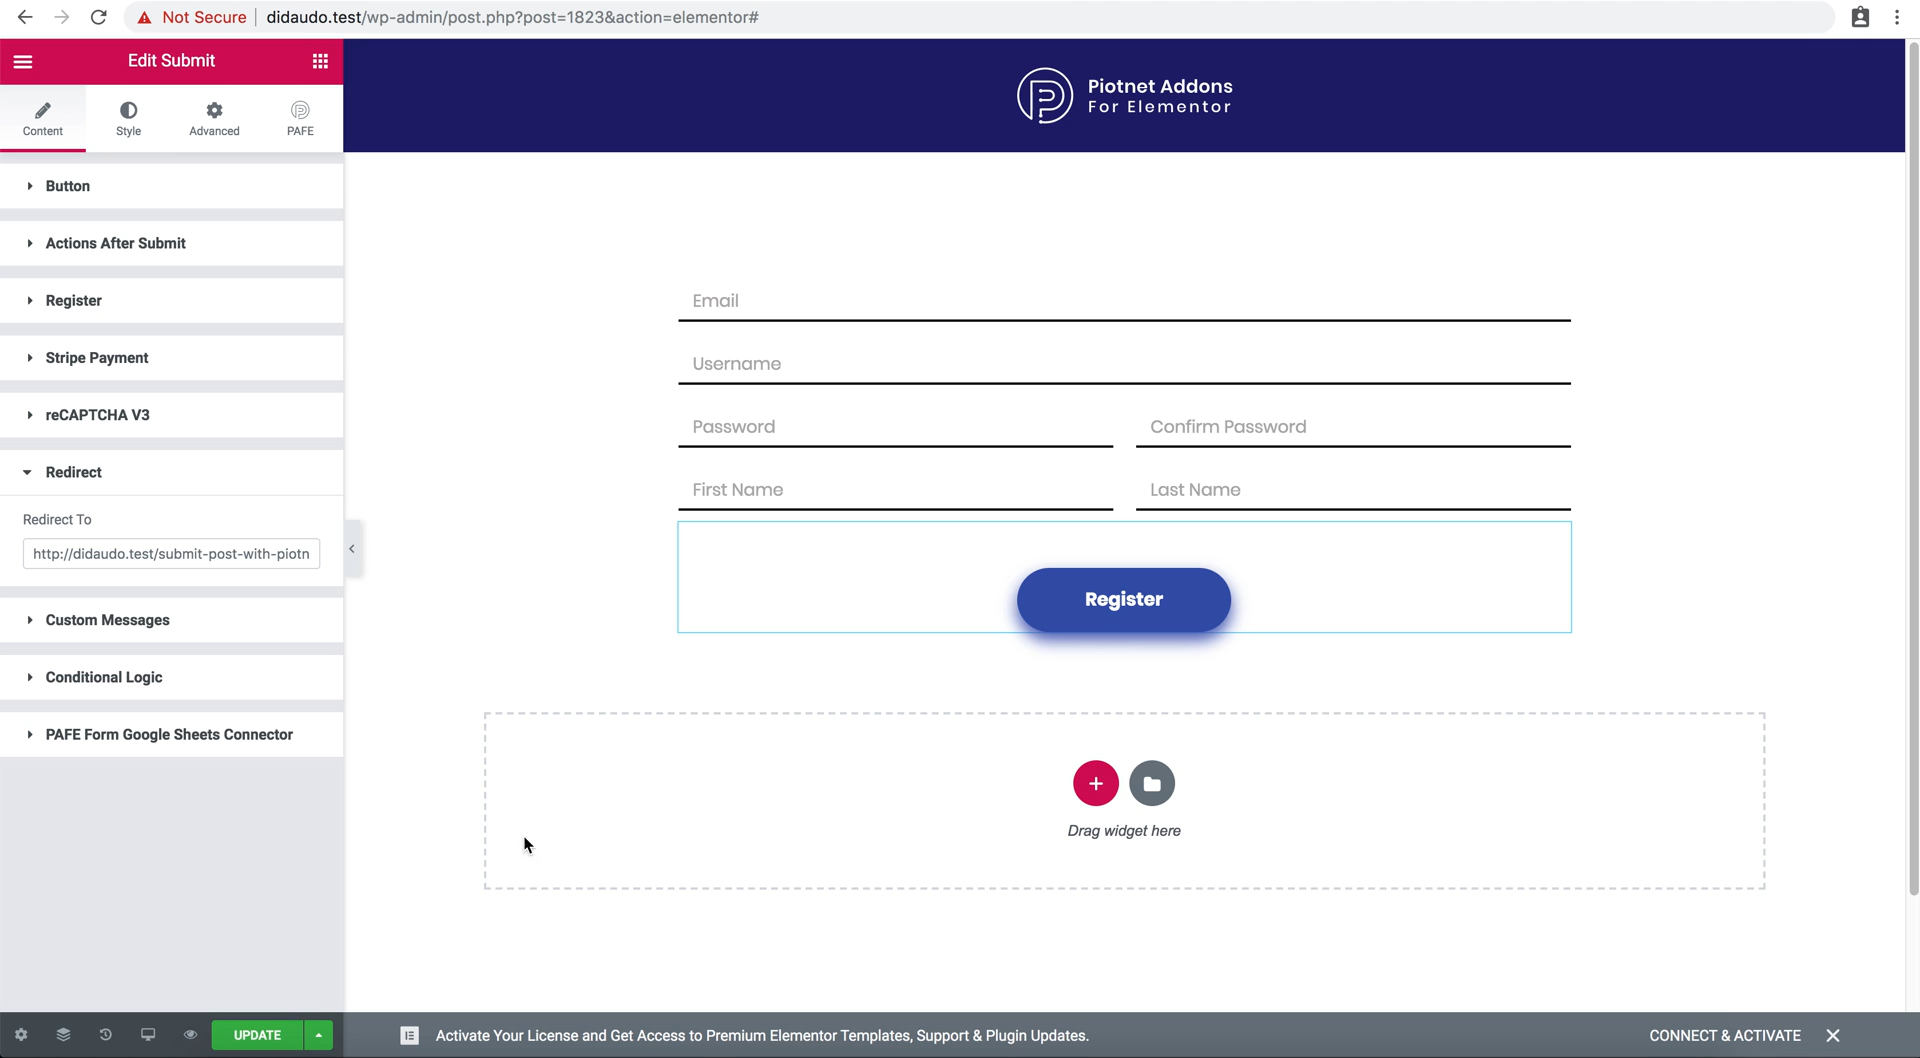 Not Secure didaudo.test/wp-admin/post.php?post=1823&action=elementor#
Edit Submit
Piotnet Addons
For Elementor
Content Style Advanced PAFE
Button
Actions After Submit
Register
Stripe Payment
reCAPTCHA V3
Redirect
Redirect To
http://didaudo.test/submit-post-with-piotn
Custom Messages
Conditional Logic
PAFE Form Google Sheets Connector
Email
Username
Password Confirm Password
First Name Last Name
Register
Drag widget here
UPDATE
Activate Your License and Get Access to Premium Elementor Templates, Support & Plugin Updates.
CONNECT & ACTIVATE